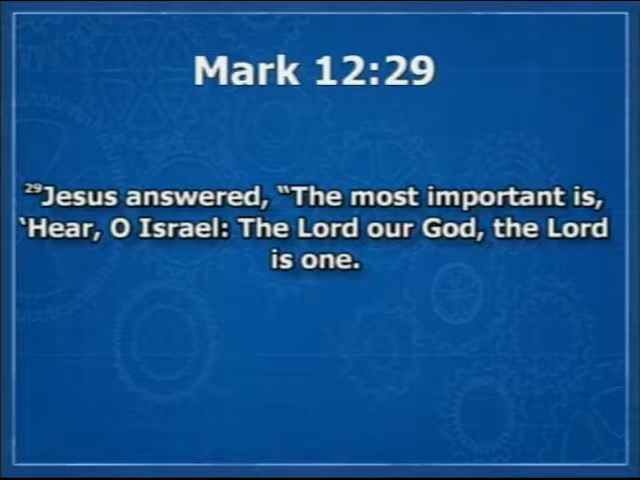 Mark 12:29
29Jesus answered, “The most important is,
‘Hear, O Israel: The Lord our God, the Lord
is one.